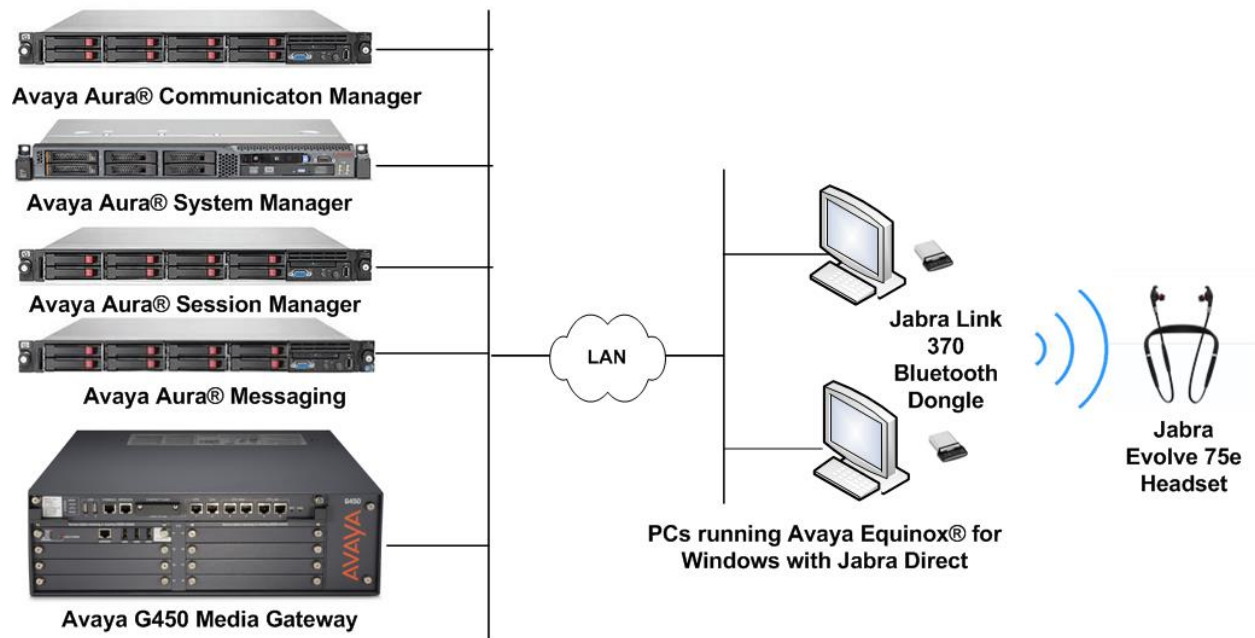 Avaya Aura® Communicaton Manager
Avaya Aura® System Manager
Avaya Aura® Session Manager
Avaya Aura® Messaging
G450
AVAYA
Avaya G450 Media Gateway
LAN
Jabra Link
370
Bluetooth
Dongle
PCs running Avaya Equinox® for
Windows with Jabra Direct
Jabra
Evolve 75e
Headset